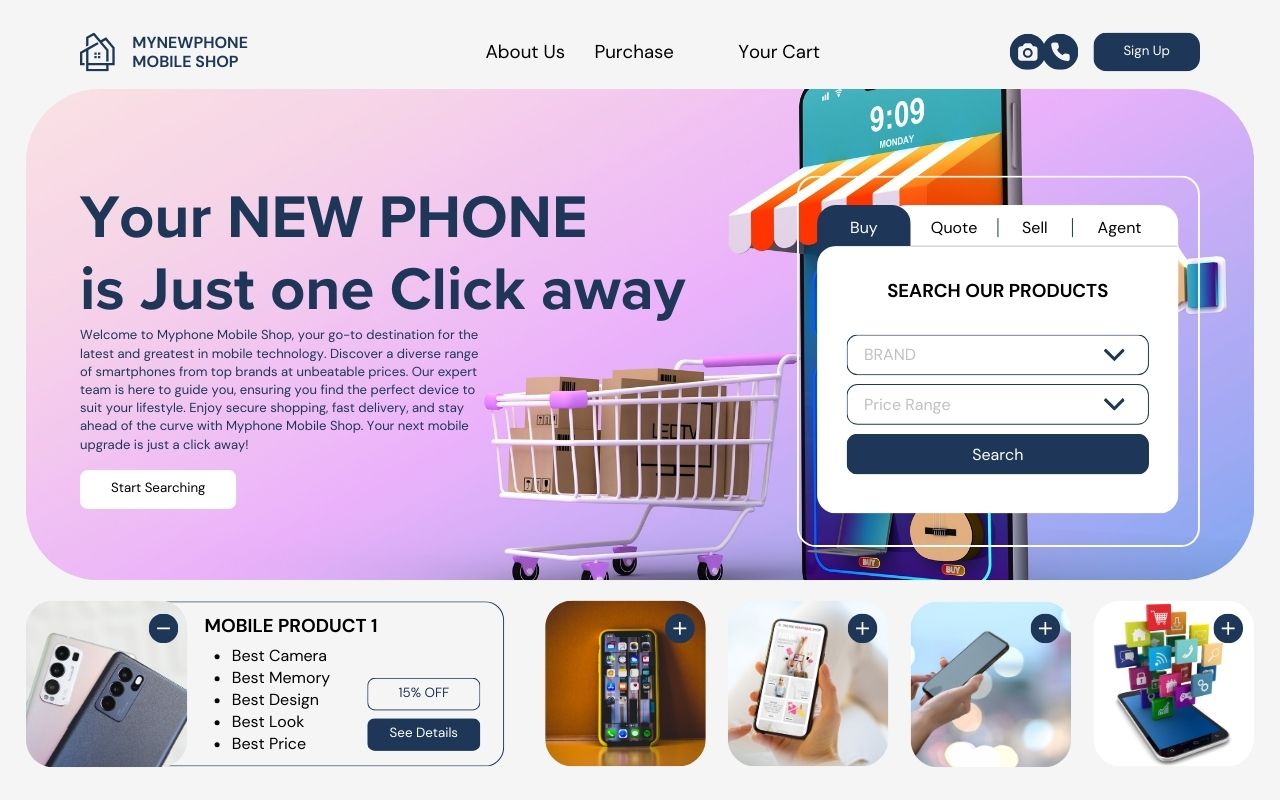 MYNEWPHONE
MOBILE SHOP
About Us
Purchase
Your Cart
Sign Up
9:09
MONDAY
Your NEW PHONE
is Just one Click away
Welcome to Myphone Mobile Shop, your go-to destination for the
latest and greatest in mobile technology. Discover a diverse range
of smartphones from top brands at unbeatable prices. Our expert
team is here to guide you, ensuring you find the perfect device to
suit your lifestyle. Enjoy secure shopping, fast delivery, and stay
ahead of the curve with Myphone Mobile Shop. Your next mobile
upgrade is just a click away!
Start Searching
Buy
Quote
Sell
Agent
SEARCH OUR PRODUCTS
BRAND
Price Range
Search
BUY
BUY
MOBILE PRODUCT 1
• Best Camera
• Best Memory
• Best Design
• Best Look
• Best Price
15% OFF
See Details